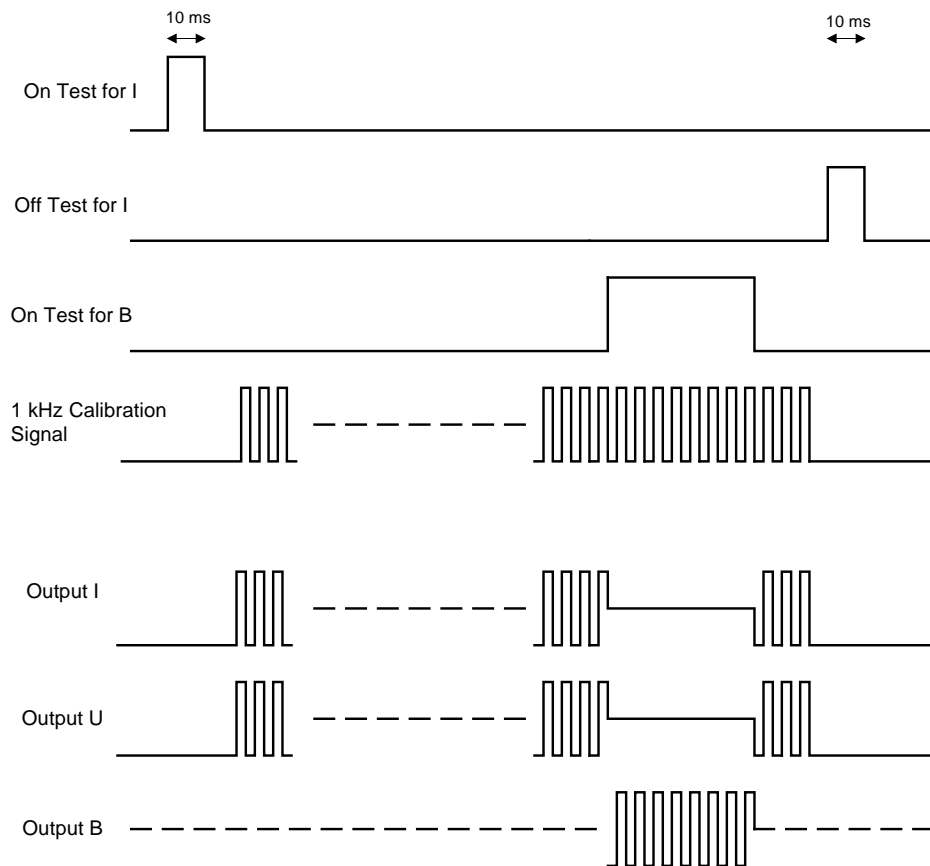 10 ms
10 ms
On Test for I
Off Test for I
On Test for B
1 kHz Calibration
Signal
Output I
Output U
Output B